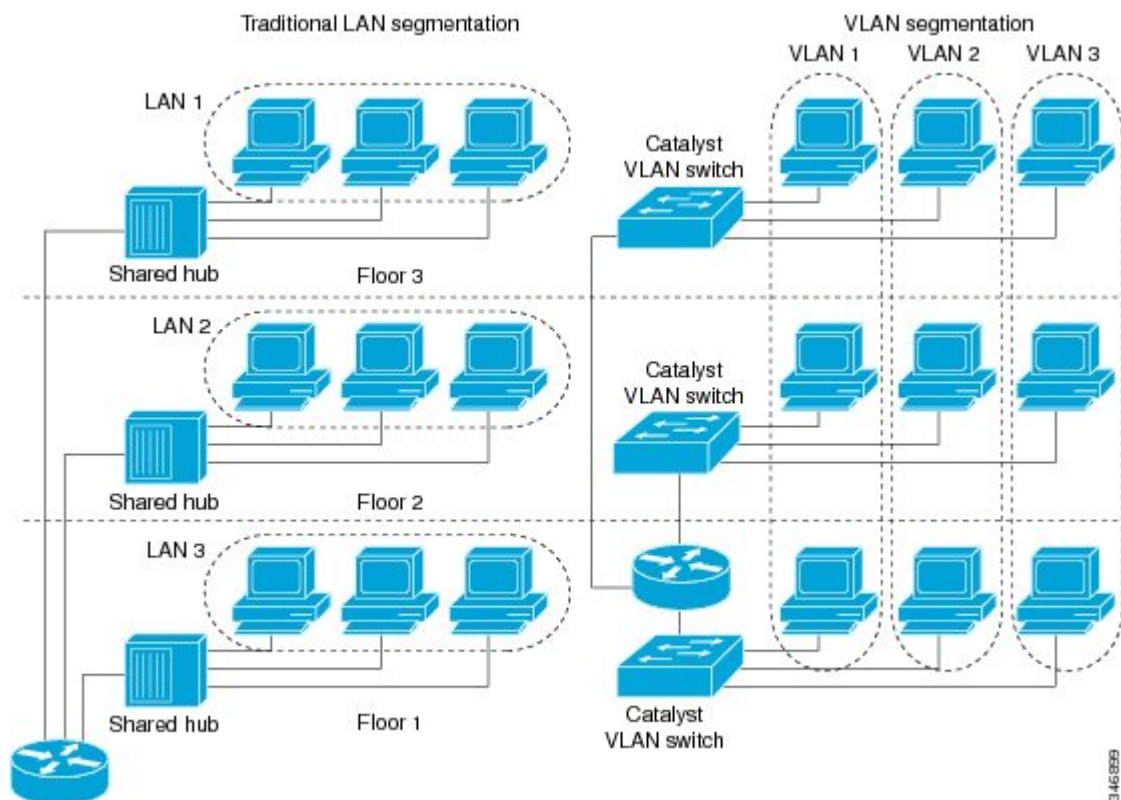 Traditional LAN segmentation
VLAN segmentation
VLAN 1
VLAN 2
VLAN 3
LAN 1
Catalyst
VLAN switch
Shared hub
Floor 3
LAN 2
Catalyst
VLAN switch
Shared hub
Floor 2
LAN 3
Shared hub
Floor 1
Catalyst
VLAN switch
346899